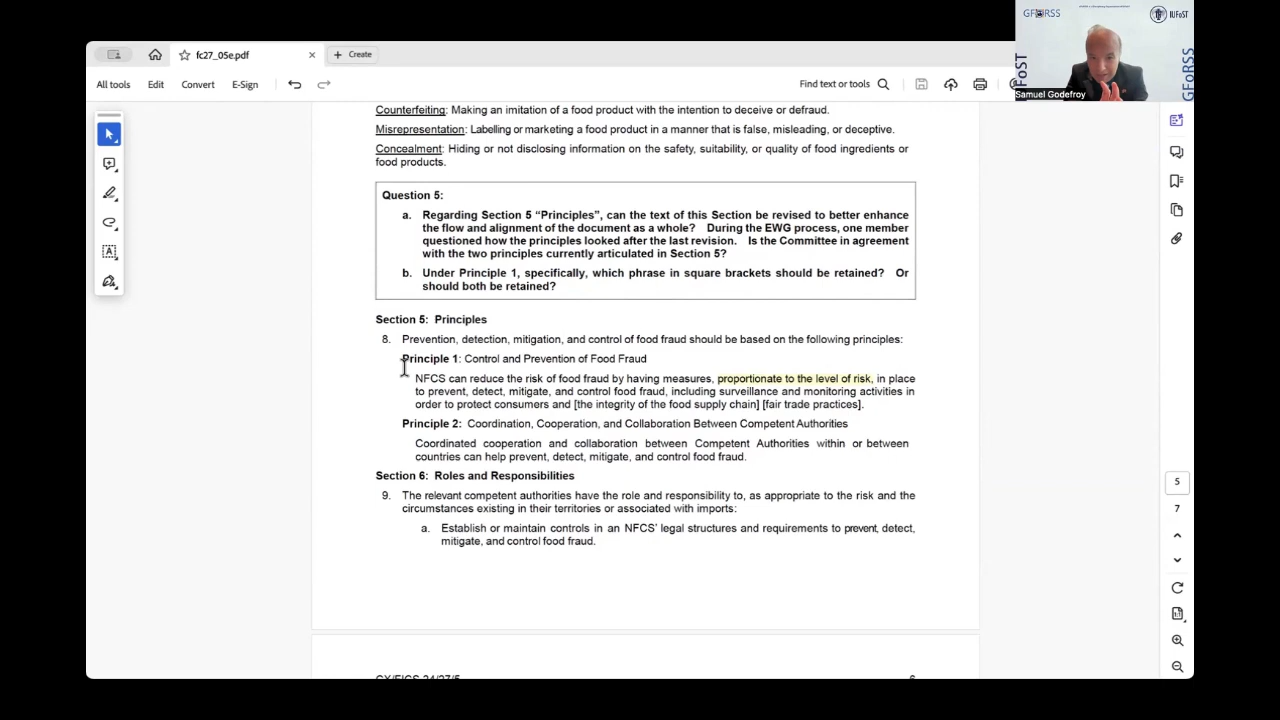 GFoRSS
IUFoST
FoST
GFoRSS
Samuel Godefroy
fc27_05e.pdf
Create
All tools
Edit
Convert
E-Sign
Find text or tools
Counterfeiting: Making an imitation of a food product with the intention to deceive or defraud.
Misrepresentation: Labelling or marketing a food product in a manner that is false, misleading, or deceptive.
Concealment: Hiding or not disclosing information on the safety, suitability, or quality of food ingredients or
food products.
Question 5:
a. Regarding Section 5 “Principles”, can the text of this Section be revised to better enhance
the flow and alignment of the document as a whole? During the EWG process, one member
questioned how the principles looked after the last revision. Is the Committee in agreement
with the two principles currently articulated in Section 5?
b. Under Principle 1, specifically, which phrase in square brackets should be retained? Or
should both be retained?
Section 5: Principles
8. Prevention, detection, mitigation, and control of food fraud should be based on the following principles:
Principle 1: Control and Prevention of Food Fraud
NFCS can reduce the risk of food fraud by having measures, proportionate to the level of risk, in place
to prevent, detect, mitigate, and control food fraud, including surveillance and monitoring activities in
order to protect consumers and [the integrity of the food supply chain] [fair trade practices].
Principle 2: Coordination, Cooperation, and Collaboration Between Competent Authorities
Coordinated cooperation and collaboration between Competent Authorities within or between
countries can help prevent, detect, mitigate, and control food fraud.
Section 6: Roles and Responsibilities
9. The relevant competent authorities have the role and responsibility to, as appropriate to the risk and the
circumstances existing in their territories or associated with imports:
a. Establish or maintain controls in an NFCS’ legal structures and requirements to prevent, detect,
mitigate, and control food fraud.
5
7
CX/FICS 24/27/5 6